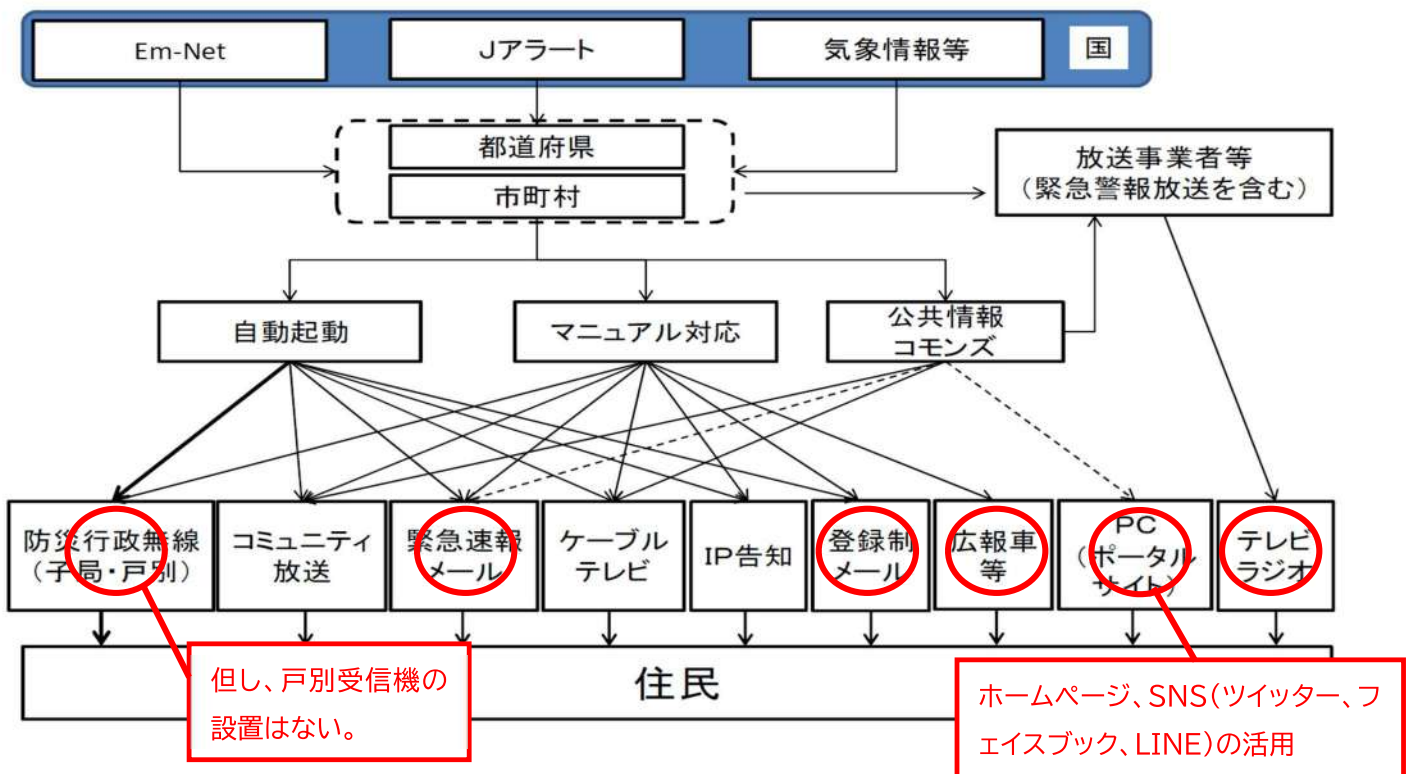 Em-Net
Jアラート
気象情報等
国
都道府県
市町村
放送事業者等
（緊急警報放送を含む）
自動起動
マニュアル対応
公共情報
コモンズ
防災行政無線
（子局・戸別）
コミュニティ
放送
緊急速報
メール
ケーブル
テレビ
IP告知
登録制
メール
広報車
等
PC
（ポータル
サイト）
テレビ
ラジオ
住民
但し、戸別受信機の
設置はない。
ホームページ、SNS(ツイッター、フ
ェイスブック、LINE)の活用